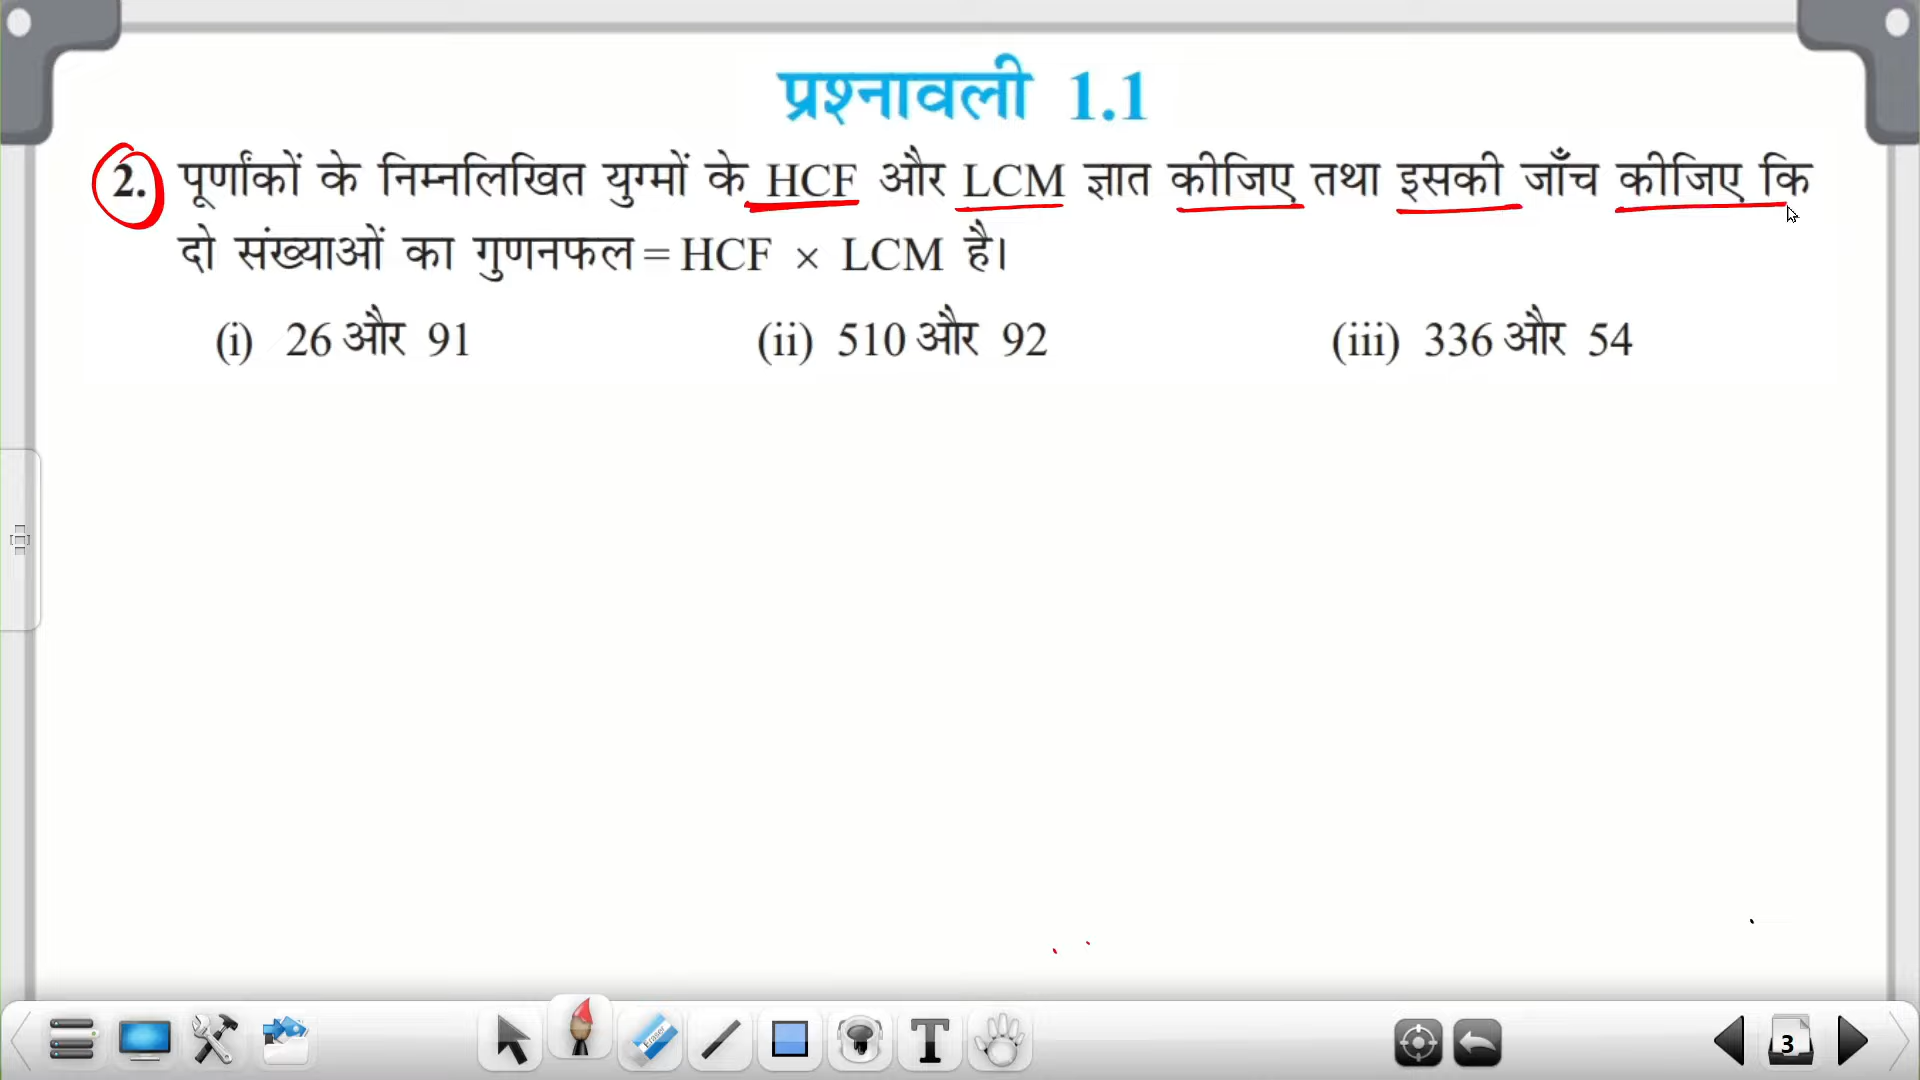 प्रश्नावली 1.1
2. पूर्णांकों के निम्नलिखित युग्मों के HCF और LCM ज्ञात कीजिए तथा इसकी जाँच कीजिए कि
दो संख्याओं का गुणनफल = HCF × LCM है।
(i) 26 और 91 (ii) 510 और 92 (iii) 336 और 54
Eraser T 3